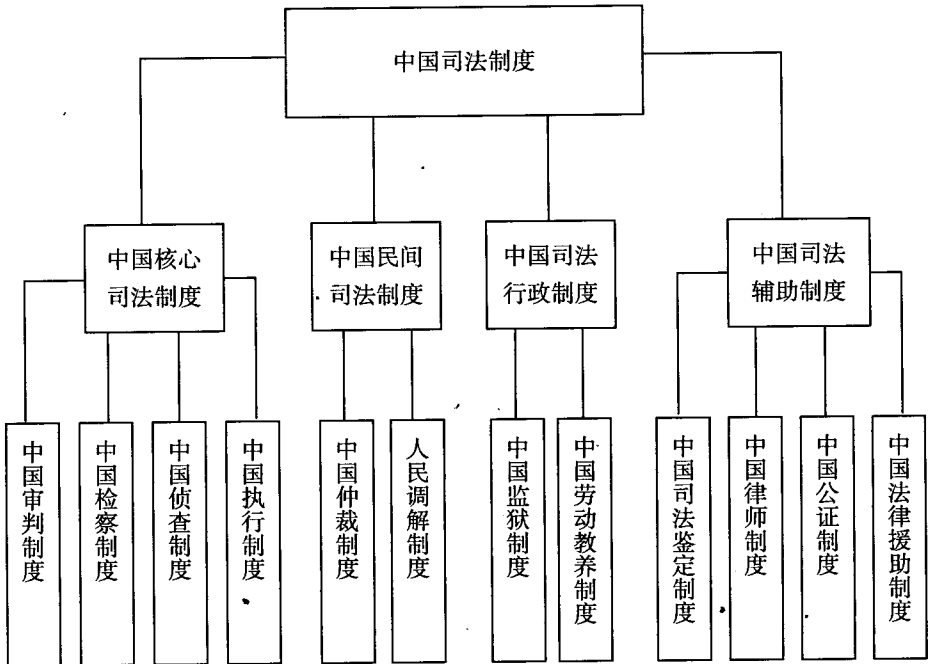 中国司法制度
中国核心
司法制度
中国民间
司法制度
中国司法
行政制度
中国司法
辅助制度
中国审判制度
中国检察制度
中国侦查制度
中国执行制度
中国仲裁制度
人民调解制度
中国监狱制度
中国劳动教养制度
中国司法鉴定制度
中国律师制度
中国公证制度
中国法律援助制度